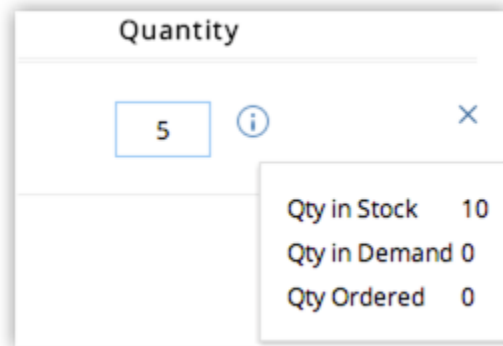 Quantity
5
Qty in Stock 10
Qty in Demand 0
Qty Ordered 0